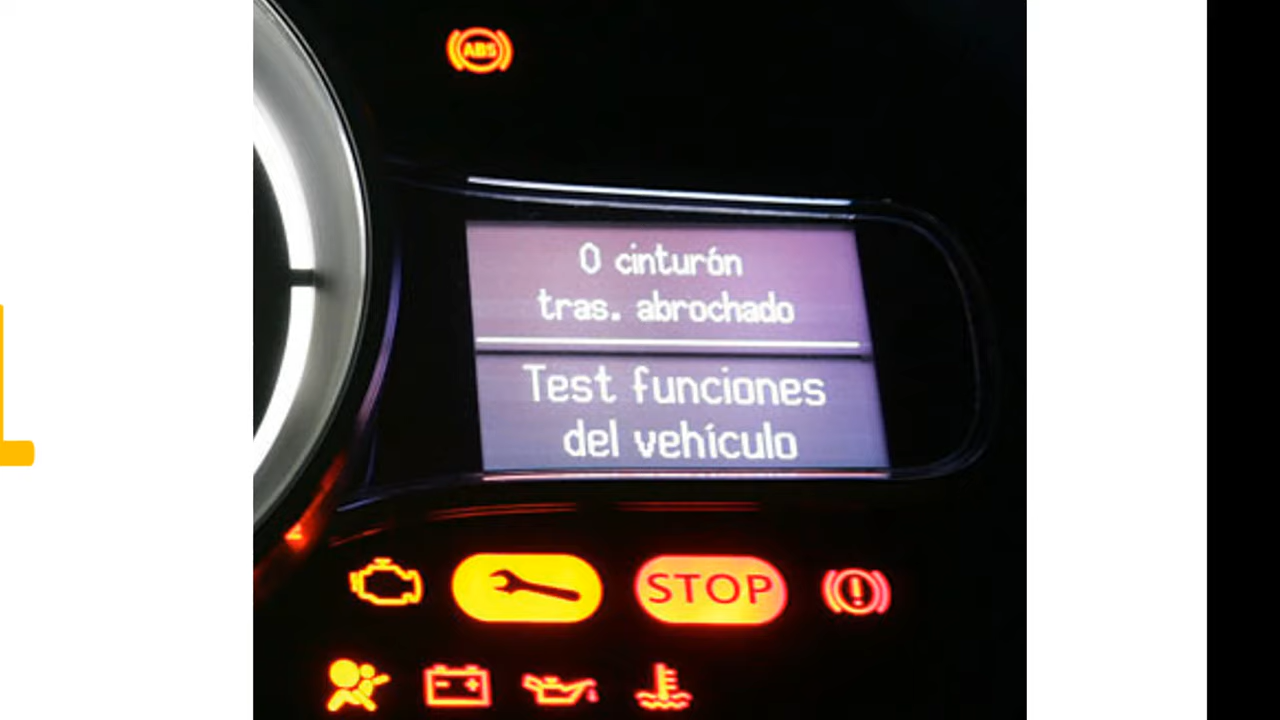 ABS
0 cinturón
tras. abrochado
Test funciones
del vehículo
STOP